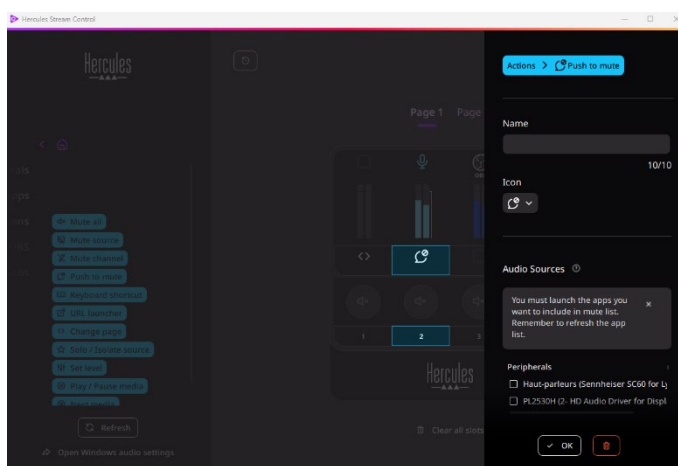 Hercules Stream Control
Hercules
Page 1 Page
Mute all
Mute source
Mute channel
Push to mute
Keyboard shortcut
URL launcher
Change page
Solo / Isolate source
Set level
Play / Pause media
Next media
Refresh
Open Windows audio settings
1 2 3
Hercules
Clear all slots
Actions > Push to mute
Name
10/10
Icon
Audio Sources
You must launch the apps you
want to include in mute list.
Remember to refresh the app
list.
Peripherals
Haut-parleurs (Sennheiser SC60 for Ly
PL2530H (2- HD Audio Driver for Displ
OK